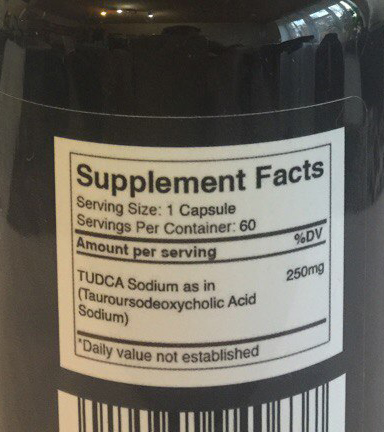 Supplement Facts
Serving Size: 1 Capsule
Servings Per Container: 60
Amount per serving %DV
TUDCA Sodium as in 250mg
(Tauroursodeoxycholic Acid
Sodium)
*Daily value not established